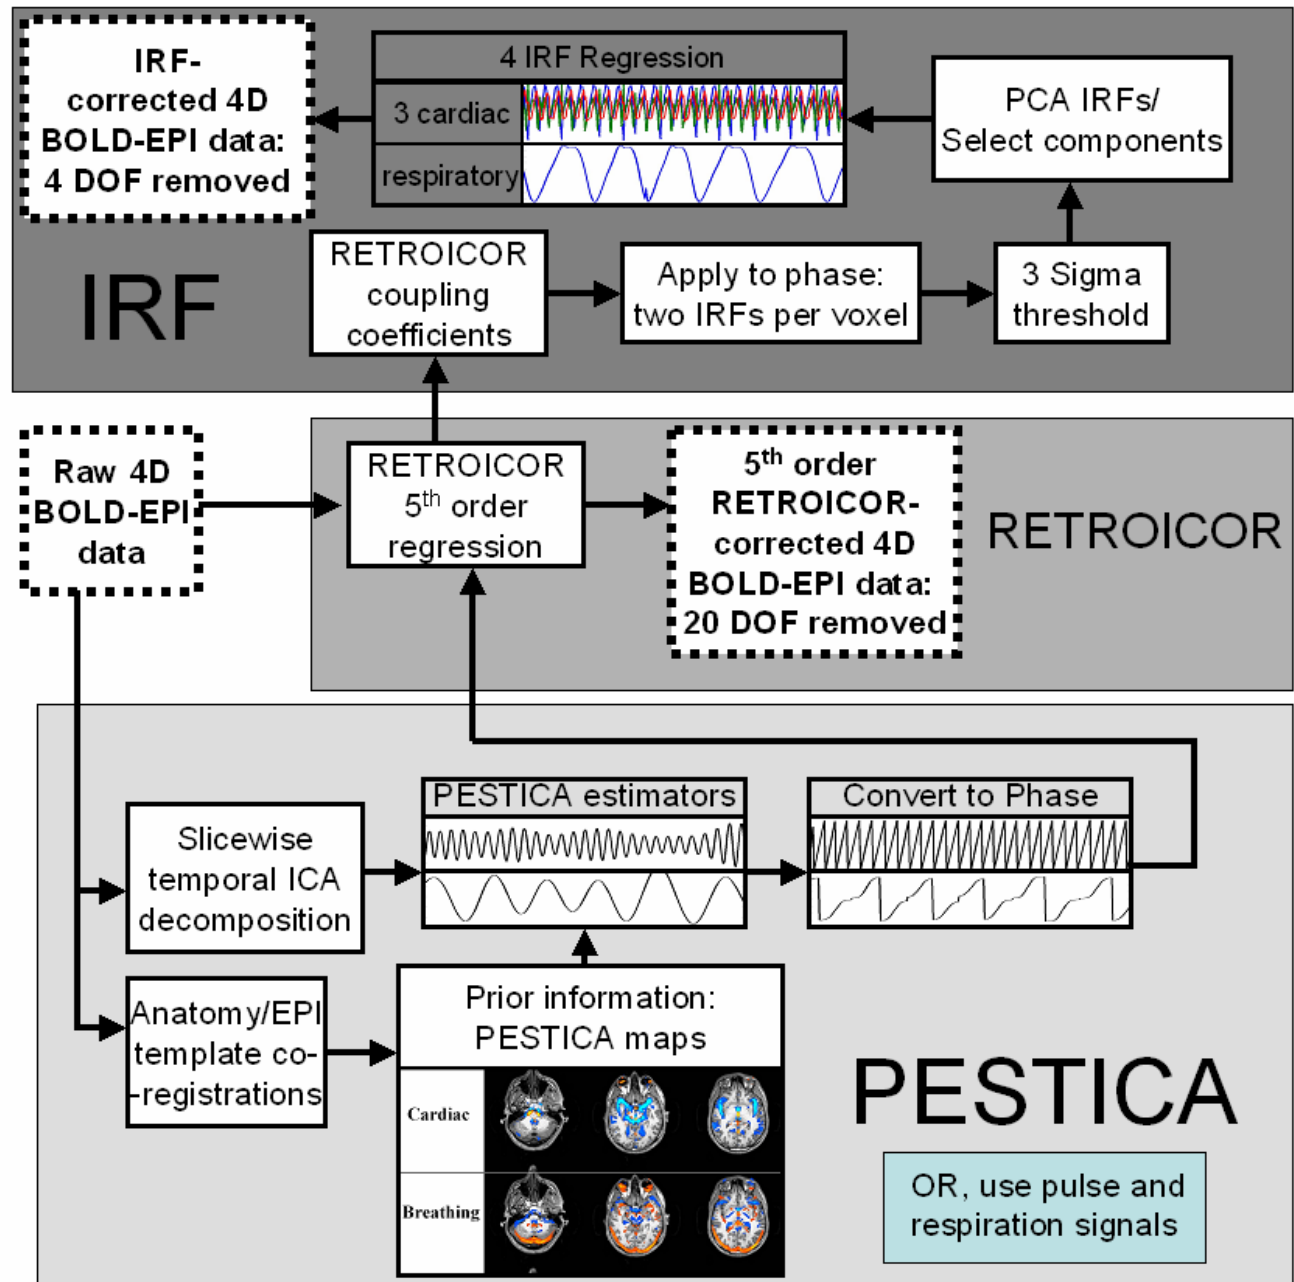 IRF-
corrected 4D
BOLD-EPI data:
4 DOF removed
4 IRF Regression
3 cardiac
respiratory
PCA IRFs/
Select components
IRF
RETROICOR
coupling
coefficients
Apply to phase:
two IRFs per voxel
3 Sigma
threshold
Raw 4D
BOLD-EPI
data
RETROICOR
5th order
regression
5th order
RETROICOR-
corrected 4D
BOLD-EPI data:
20 DOF removed
RETROICOR
Slicewise
temporal ICA
decomposition
PESTICA estimators
Convert to Phase
Anatomy/EPI
template co-
-registrations
Prior information:
PESTICA maps
Cardiac
Breathing
PESTICA
OR, use pulse and
respiration signals